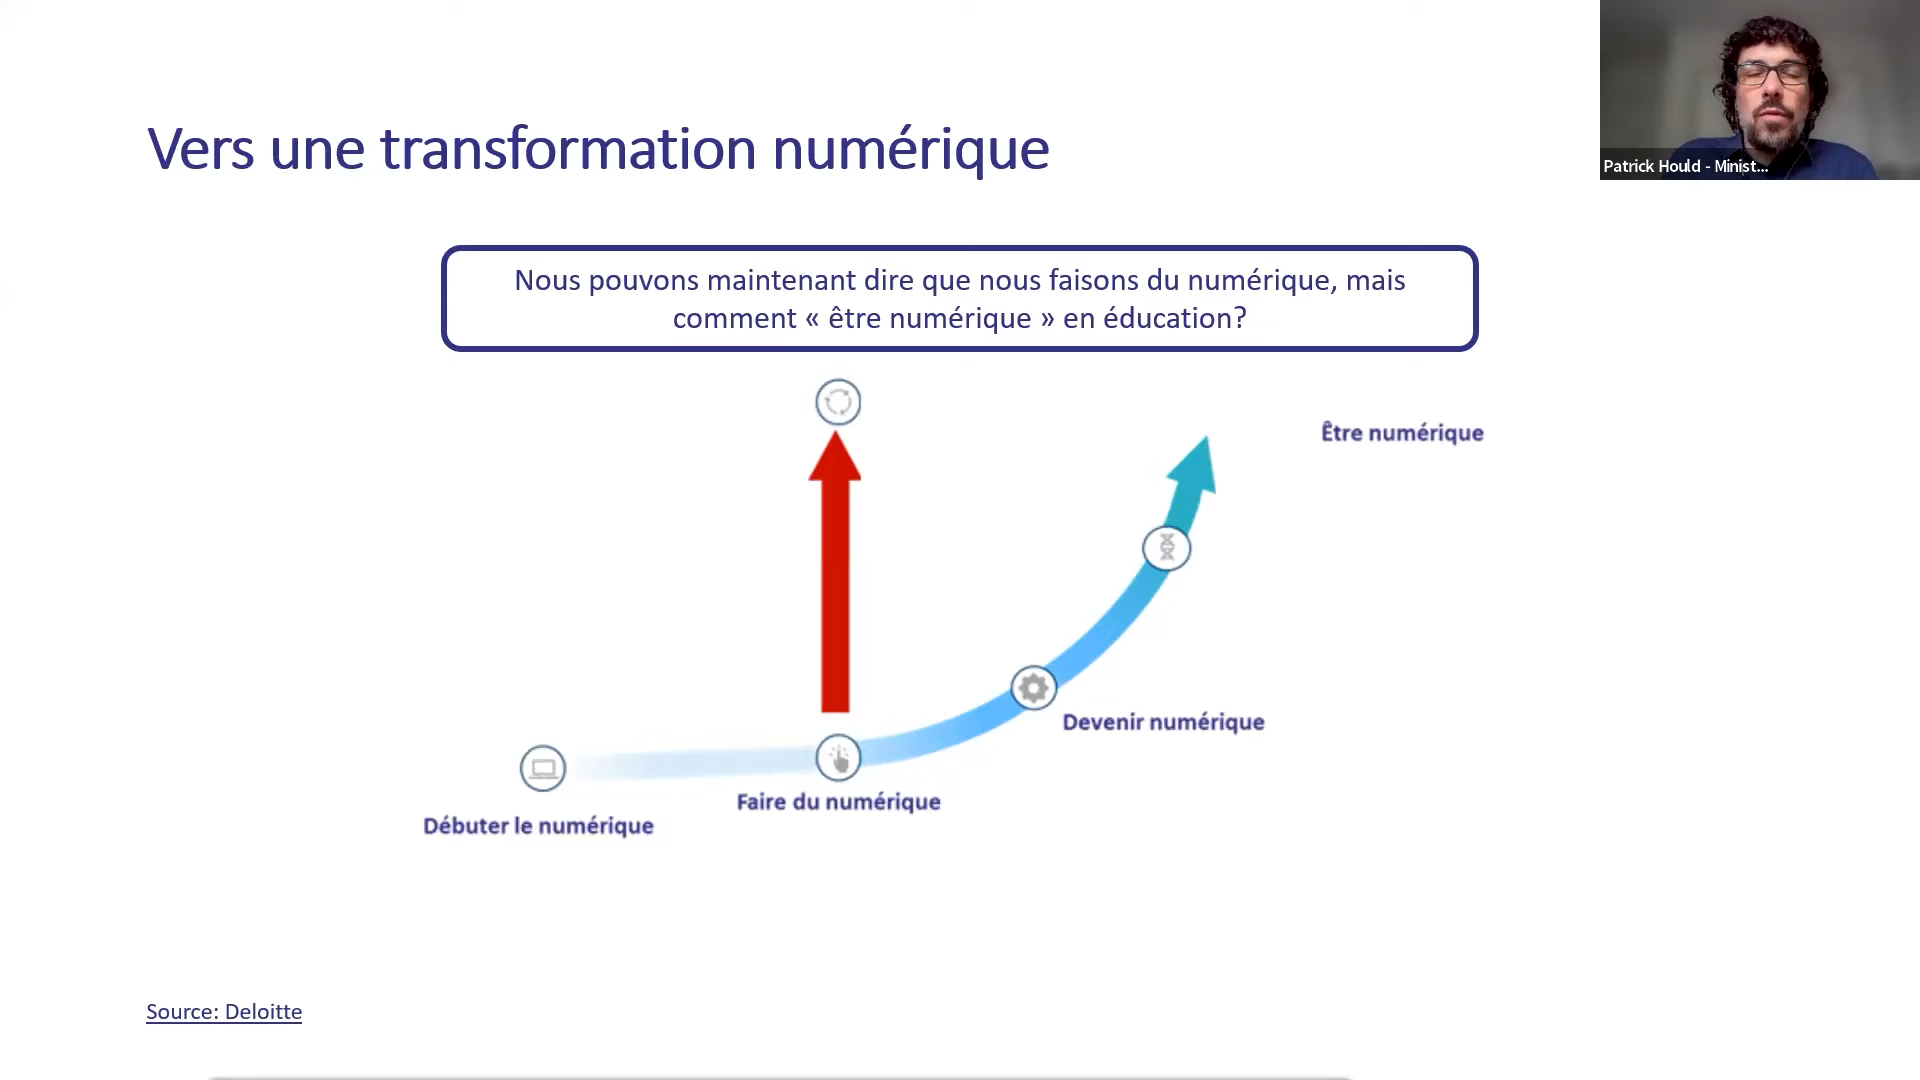 Vers une transformation numérique
Patrick Hould - Minist...
Nous pouvons maintenant dire que nous faisons du numérique, mais
comment « être numérique » en éducation?
Être numérique
Devenir numérique
Faire du numérique
Débuter le numérique
Source: Deloitte